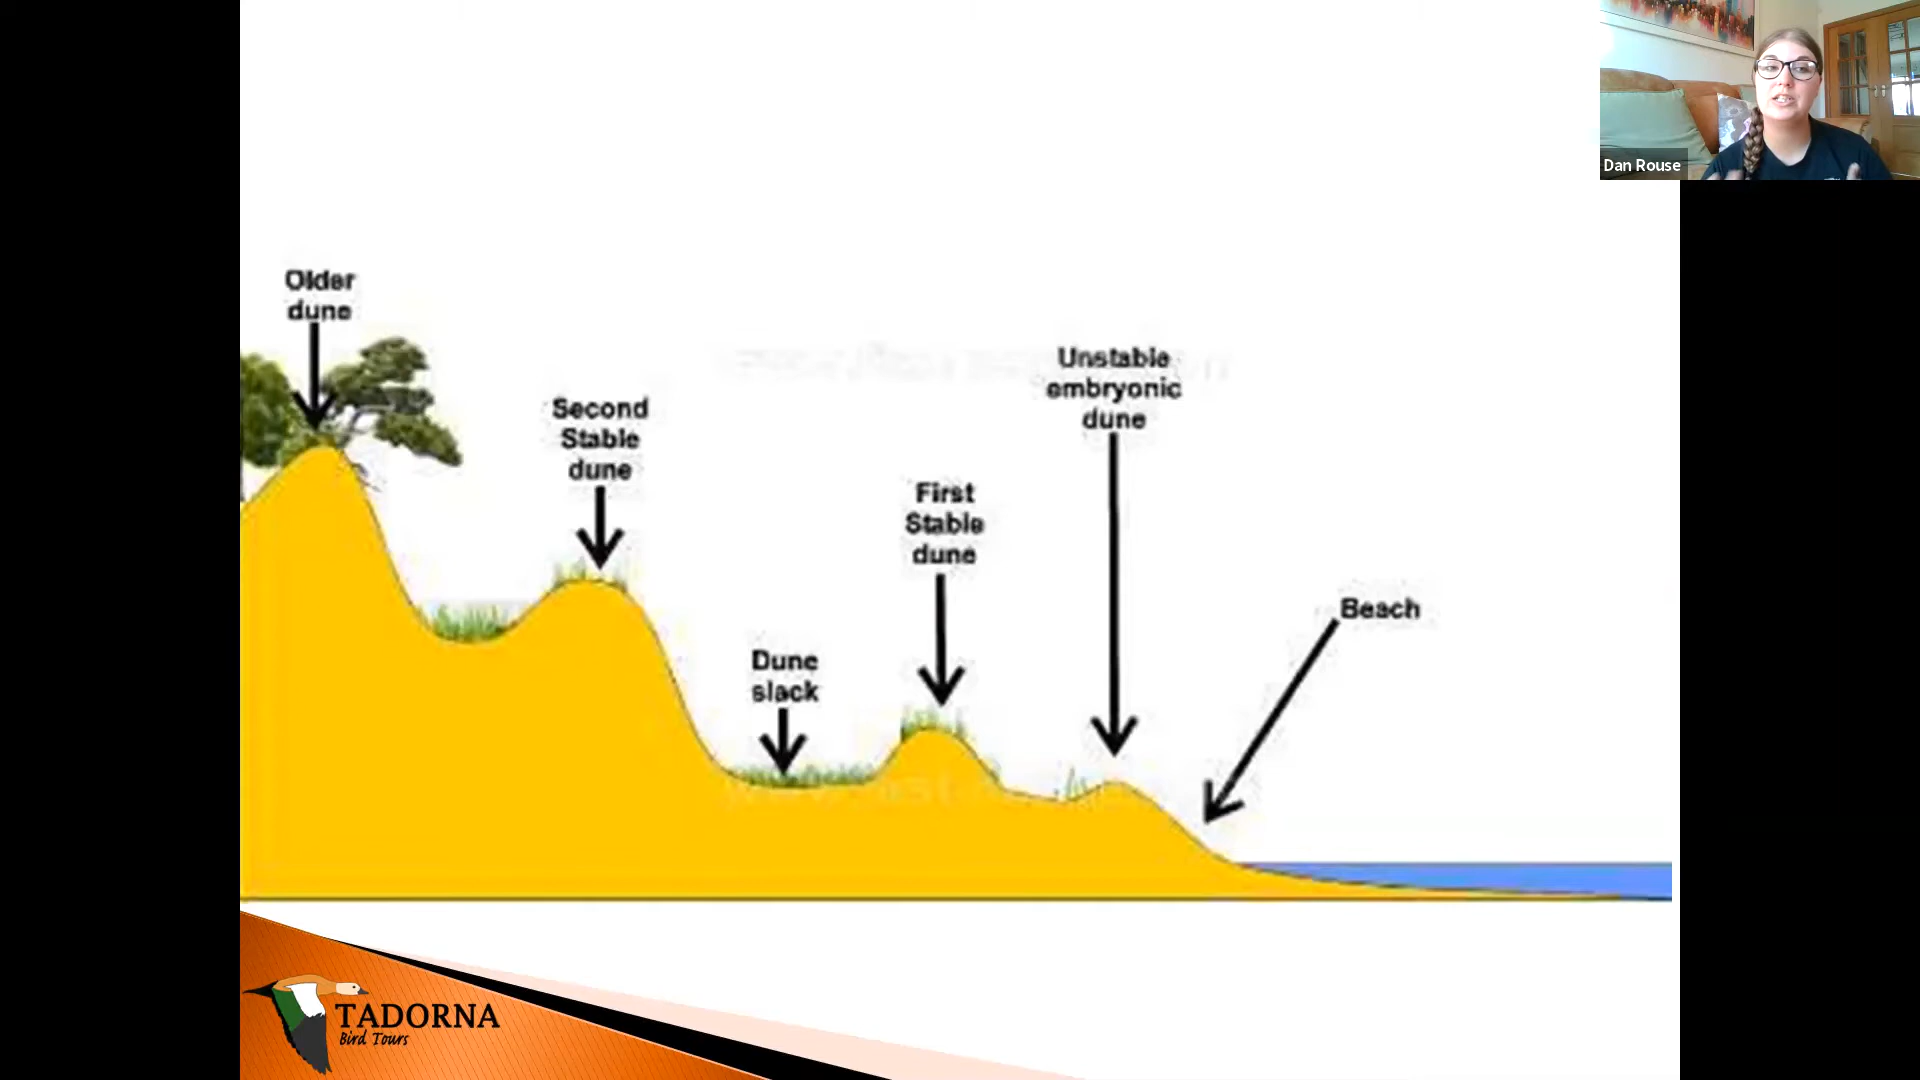 Dan Rouse
Older
dune
Second
Stable
dune
Dune
slack
First
Stable
dune
Unstable
embryonic
dune
Beach
TADORNA
Bird Tours